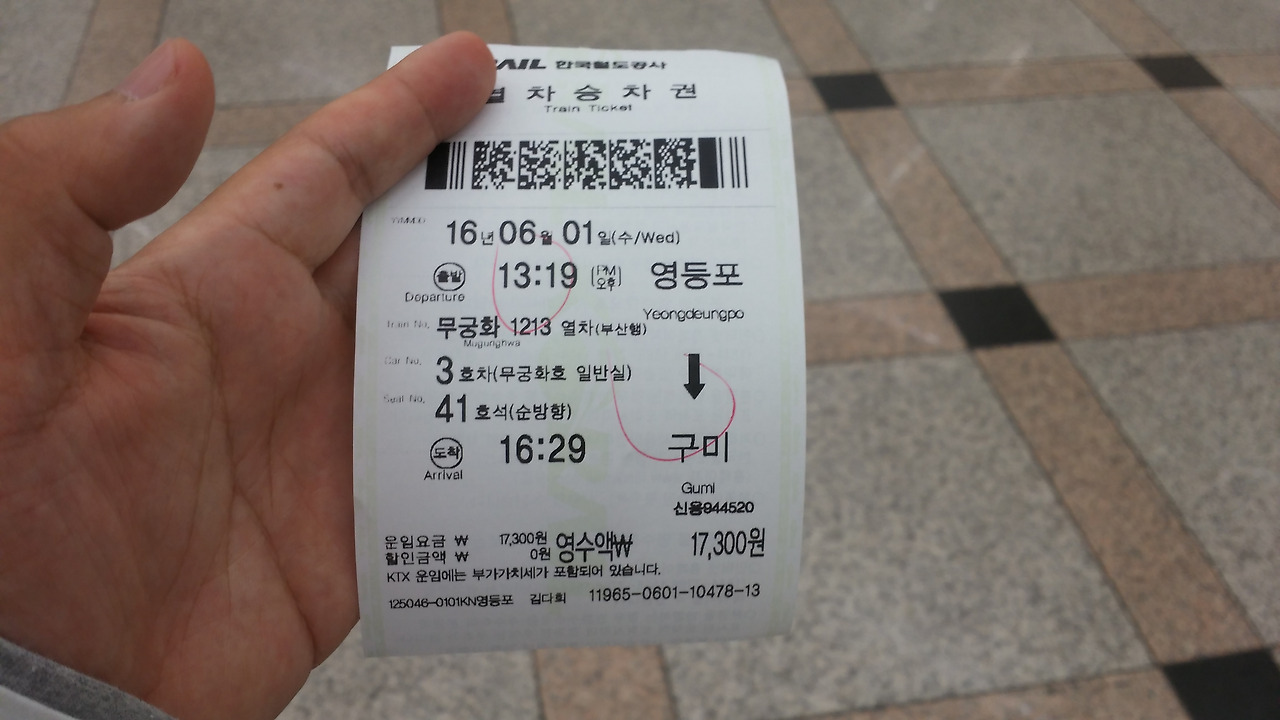 한국철도공사
차승차권
Train Ticket
16년 06월 01일(수/Wed)
출발 13:19 (PM 오후) 영등포
Departure
Yeongdeungpo
Train No. 무궁화 1213 열차(부산행)
Mugunghwa
Car No. 3호차(무궁화호 일반실)
Seat No. 41호석(순방향)
도착 16:29 구미
Arrival
Gumi
신용944520
운임요금 ₩ 17,300원 영수액₩ 17,300원
할인금액 ₩ 0원
KTX 운임에는 부가가치세가 포함되어 있습니다.
125046-0101KN영등포 김다희 11965-0601-10478-13